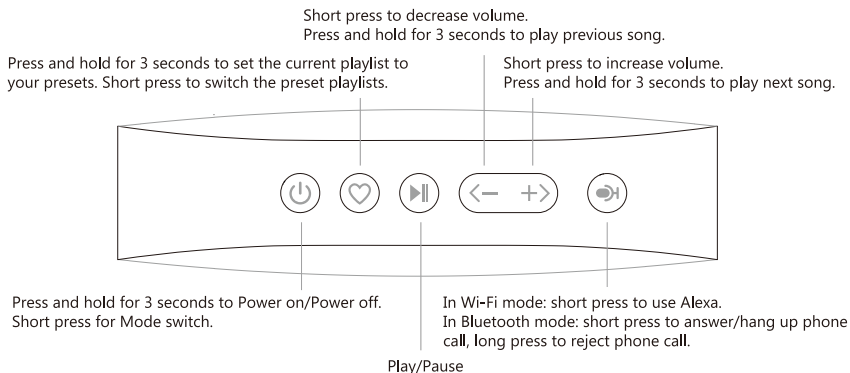 Short press to decrease volume.
Press and hold for 3 seconds to play previous song.
Press and hold for 3 seconds to set the current playlist to
your presets. Short press to switch the preset playlists.
Short press to increase volume.
Press and hold for 3 seconds to play next song.
Press and hold for 3 seconds to Power on/Power off.
Short press for Mode switch.
In Wi-Fi mode: short press to use Alexa.
In Bluetooth mode: short press to answer/hang up phone
call, long press to reject phone call.
Play/Pause